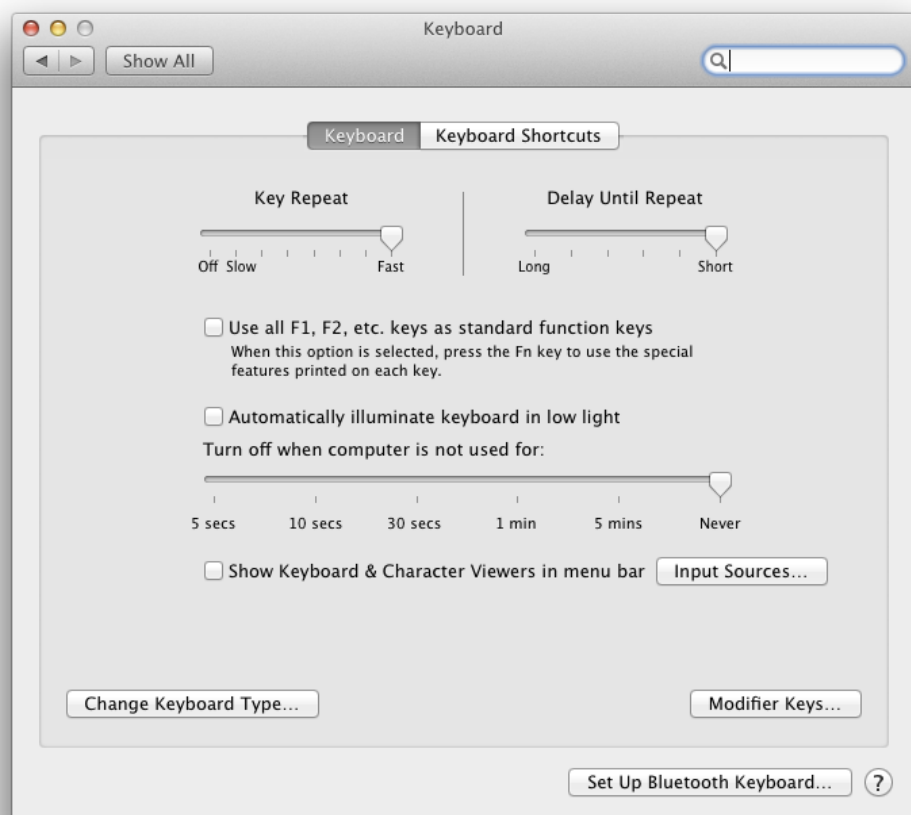 Keyboard
Show All
Keyboard Keyboard Shortcuts
Key Repeat Delay Until Repeat
Off Slow Fast Long Short
Use all F1, F2, etc. keys as standard function keys
When this option is selected, press the Fn key to use the special
features printed on each key.
Automatically illuminate keyboard in low light
Turn off when computer is not used for:
5 secs 10 secs 30 secs 1 min 5 mins Never
Show Keyboard & Character Viewers in menu bar Input Sources...
Change Keyboard Type... Modifier Keys...
Set Up Bluetooth Keyboard... ?